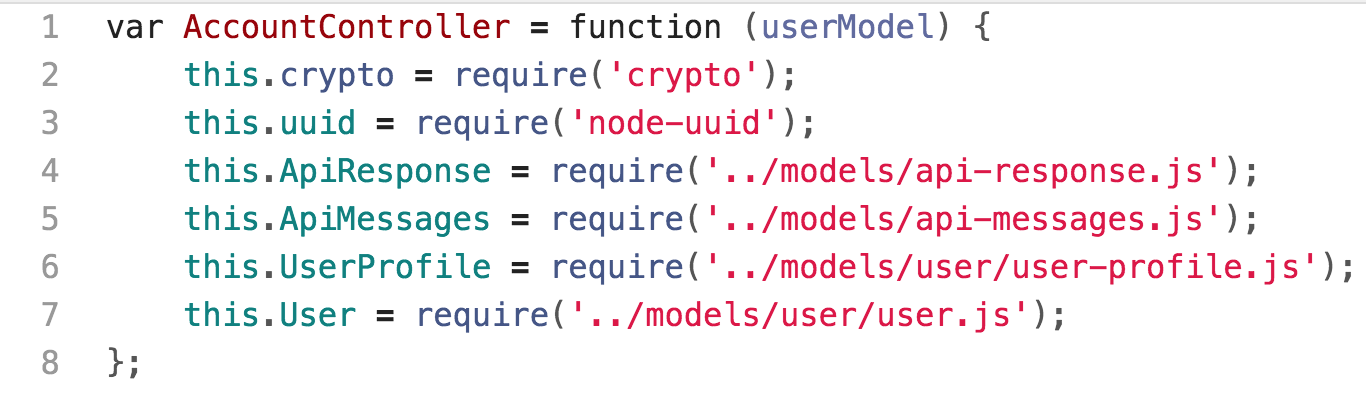 1 var AccountController = function (userModel) {
2     this.crypto = require('crypto');
3     this.uuid = require('node-uuid');
4     this.ApiResponse = require('../models/api-response.js');
5     this.ApiMessages = require('../models/api-messages.js');
6     this.UserProfile = require('../models/user/user-profile.js');
7     this.User = require('../models/user/user.js');
8 };